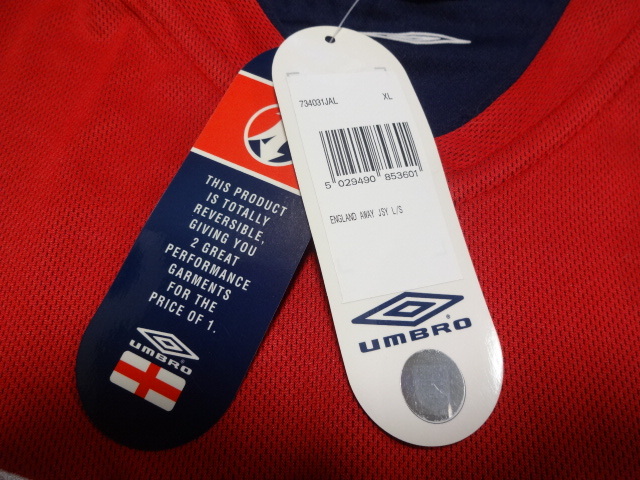 THIS PRODUCT
IS TOTALLY
REVERSIBLE,
GIVING YOU
2 GREAT
PERFORMANCE
GARMENTS
FOR THE
PRICE OF 1.
UMBRO
734031JAL XL
5 029490 853601
ENGLAND AWAY JSY L/S
UMBRO